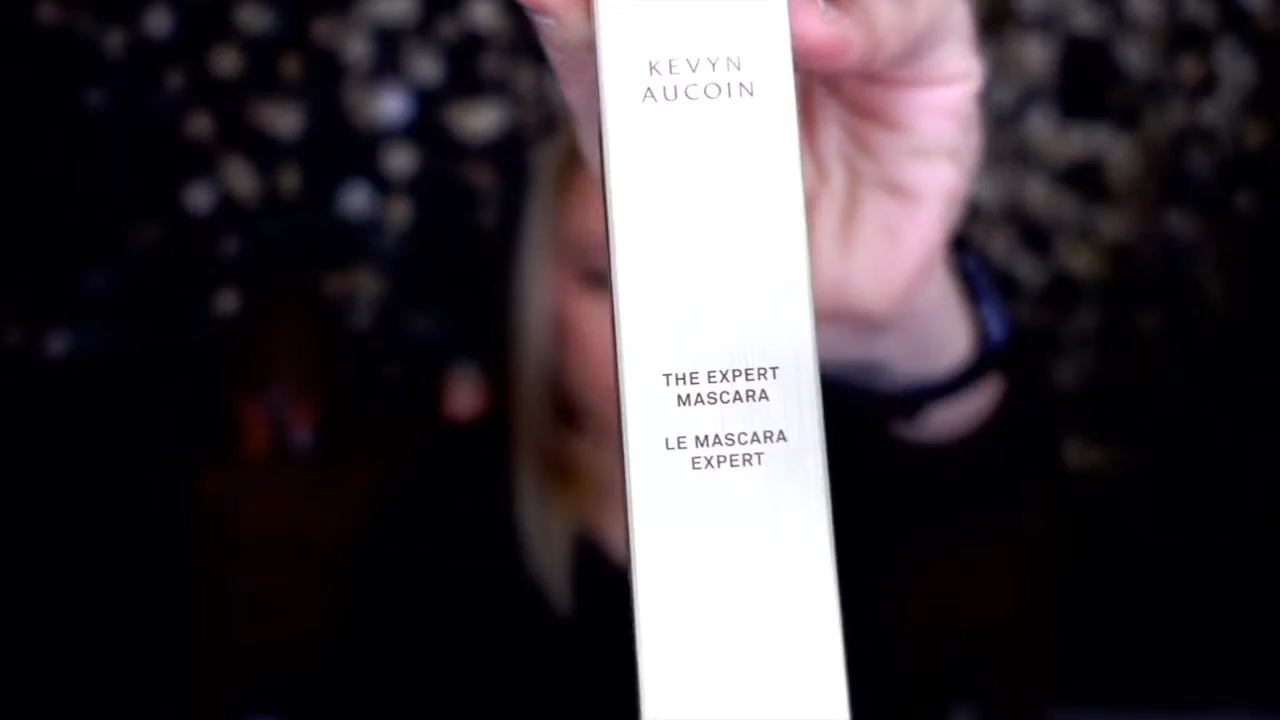 KEVYN
AUCOIN
THE EXPERT
MASCARA
LE MASCARA
EXPERT